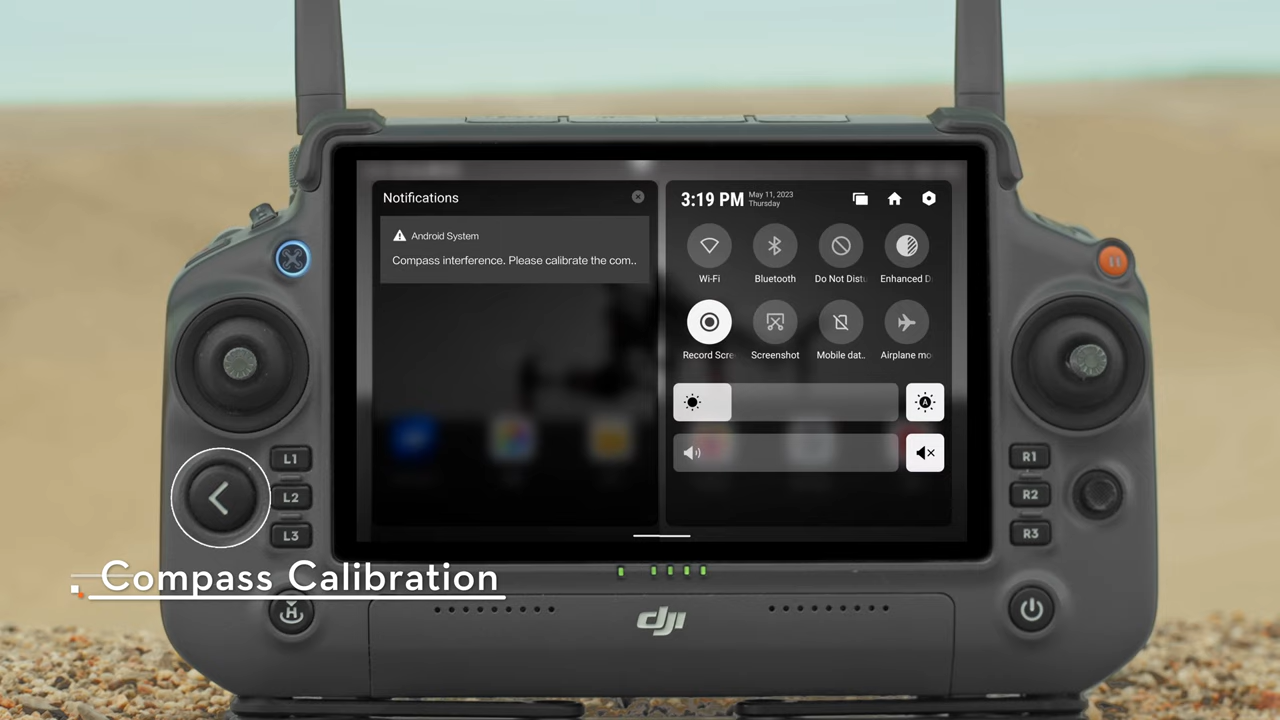 Notifications
Android System
Compass interference. Please calibrate the com..
3:19 PM
May 11, 2023
Thursday
Wi-Fi
Bluetooth
Do Not Distu
Enhanced D
Record Scre
Screenshot
Mobile dat..
Airplane mo
A
L1
L2
L3
R1
R2
R3
Compass Calibration
H
dji